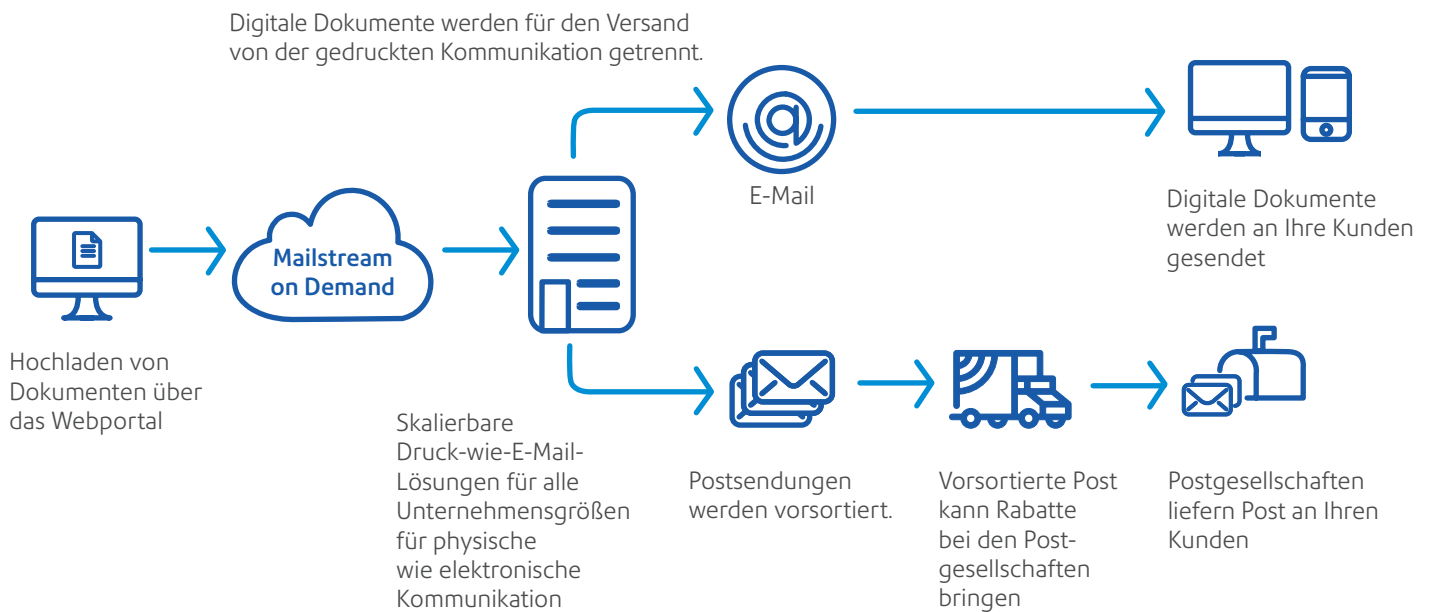 Digitale Dokumente werden für den Versand
von der gedruckten Kommunikation getrennt.
E-Mail
Digitale Dokumente
werden an Ihre Kunden
gesendet
Mailstream
on Demand
Hochladen von
Dokumenten über
das Webportal
Skalierbare
Druck-wie-E-Mail-
Lösungen für alle
Unternehmensgrößen
für physische
wie elektronische
Kommunikation
Postsendungen
werden vorsortiert.
Vorsortierte Post
kann Rabatte
bei den Post-
gesellschaften
bringen
Postgesellschaften
liefern Post an Ihren
Kunden